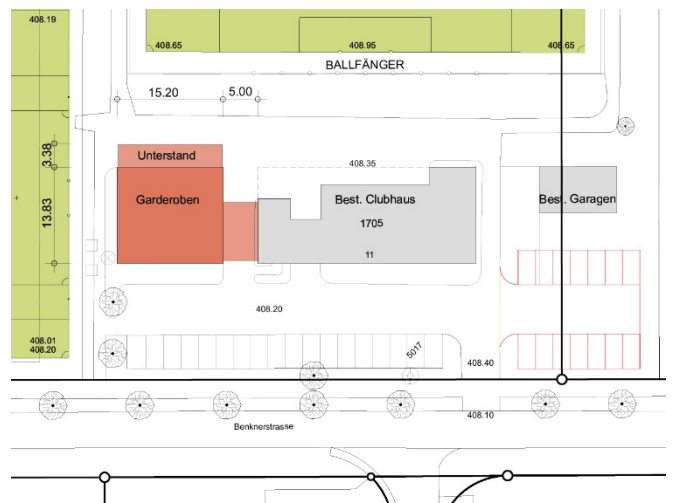 408.19
408.65
408.95
408.65
BALLFÄNGER
15.20
5.00
3.38
Unterstand
408.35
13.83
Garderoben
Best. Clubhaus
Best. Garagen
1705
11
408.20
408.01
408.20
5017
408.40
408.10
Benknerstrasse